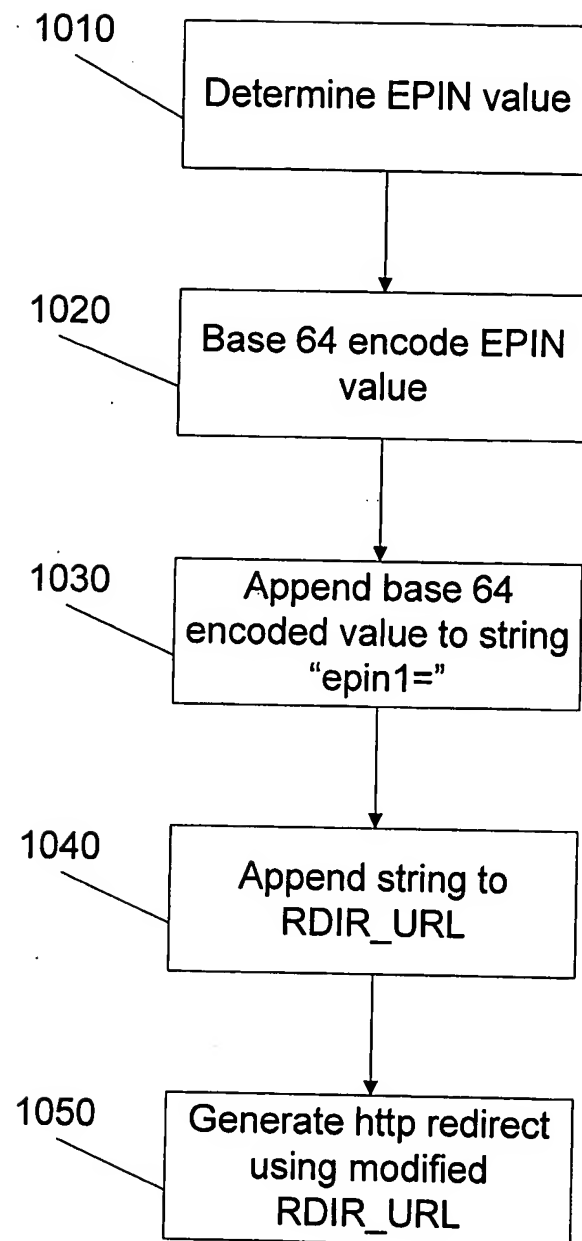 1010
Determine EPIN value
1020
Base 64 encode EPIN
value
1030
Append base 64
encoded value to string
“epin1=”
1040
Append string to
RDIR_URL
1050
Generate http redirect
using modified
RDIR_URL